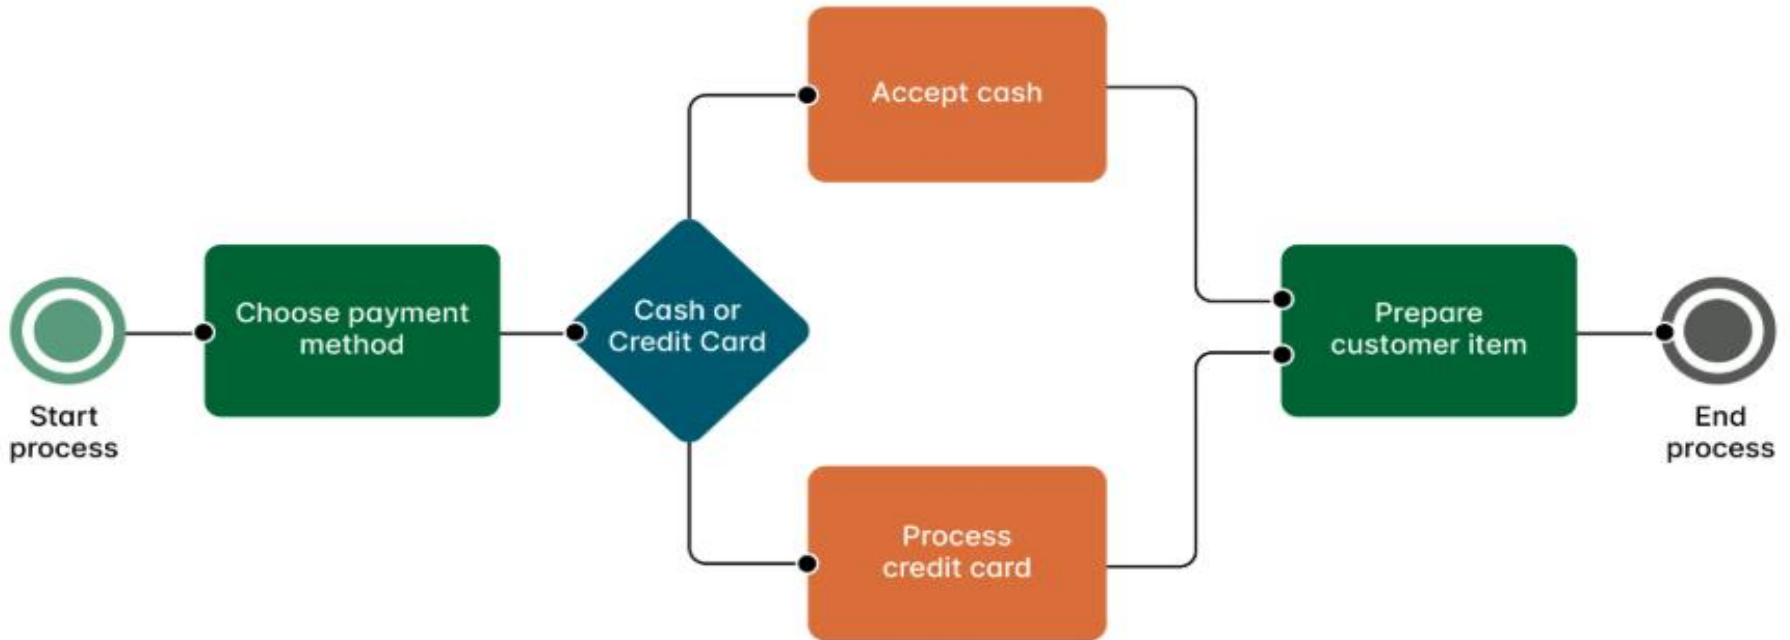 Start
process
Choose payment
method
Cash or
Credit Card
Accept cash
Process
credit card
Prepare
customer item
End
process